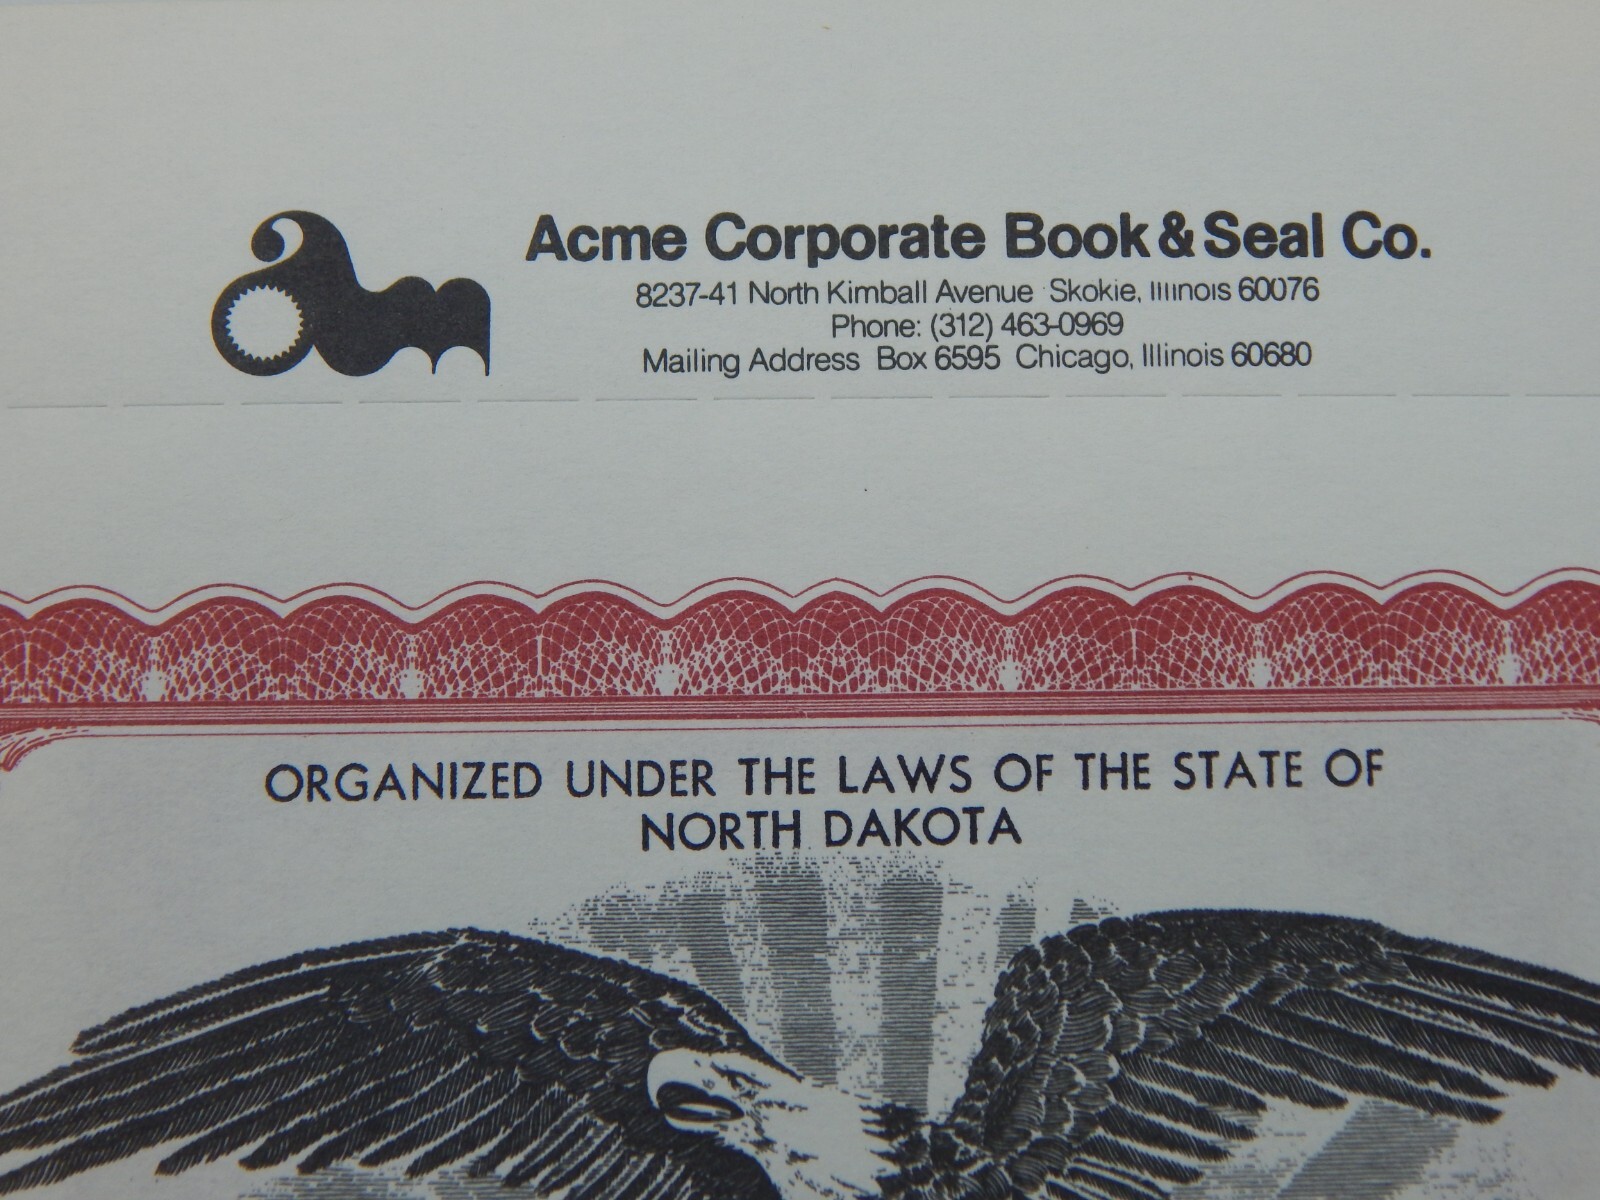 Acme Corporate Book & Seal Co.
8237-41 North Kimball Avenue Skokie, Illinois 60076
Phone: (312) 463-0969
Mailing Address Box 6595 Chicago, Illinois 60680
ORGANIZED UNDER THE LAWS OF THE STATE OF
NORTH DAKOTA